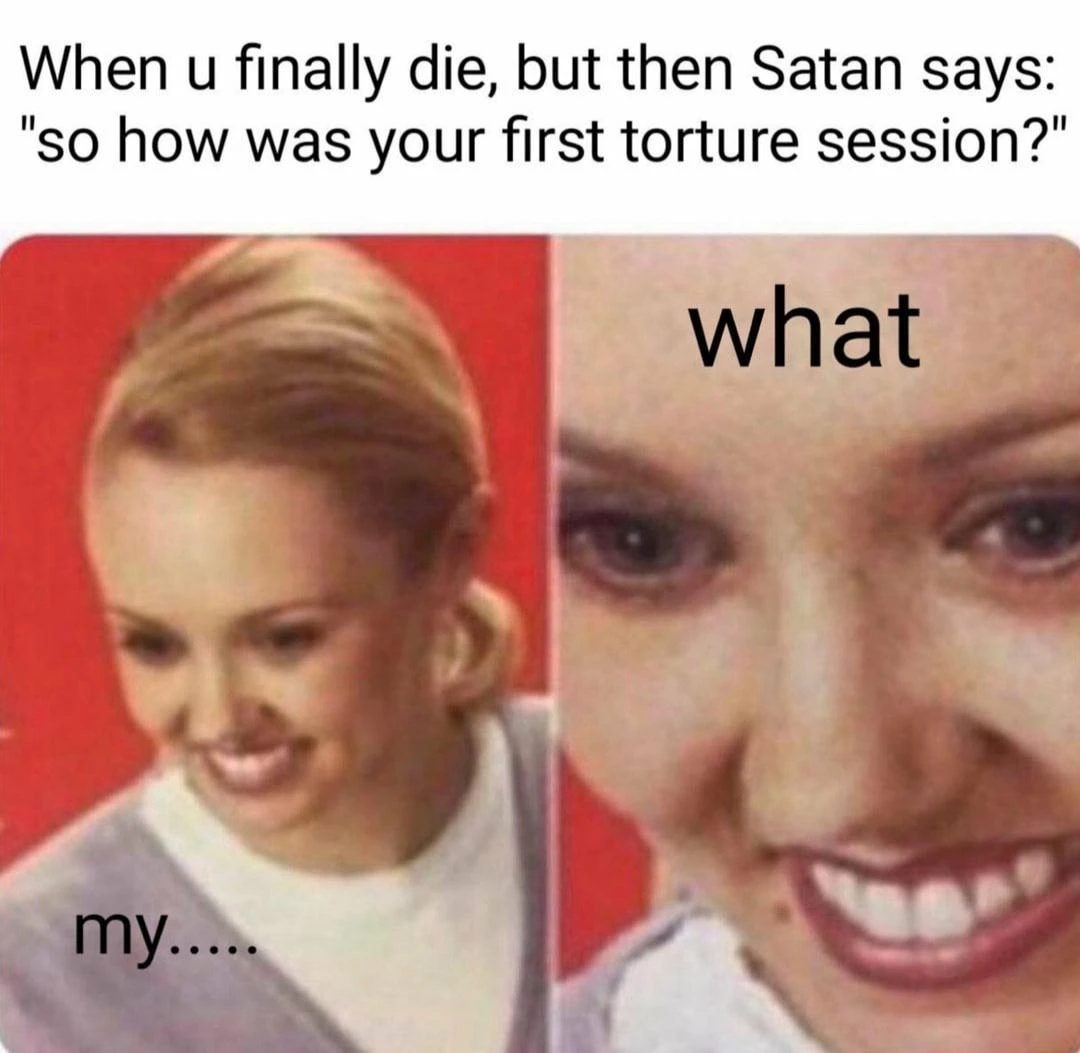 When u finally die, but then Satan says:
"so how was your first torture session?"
what
my.....